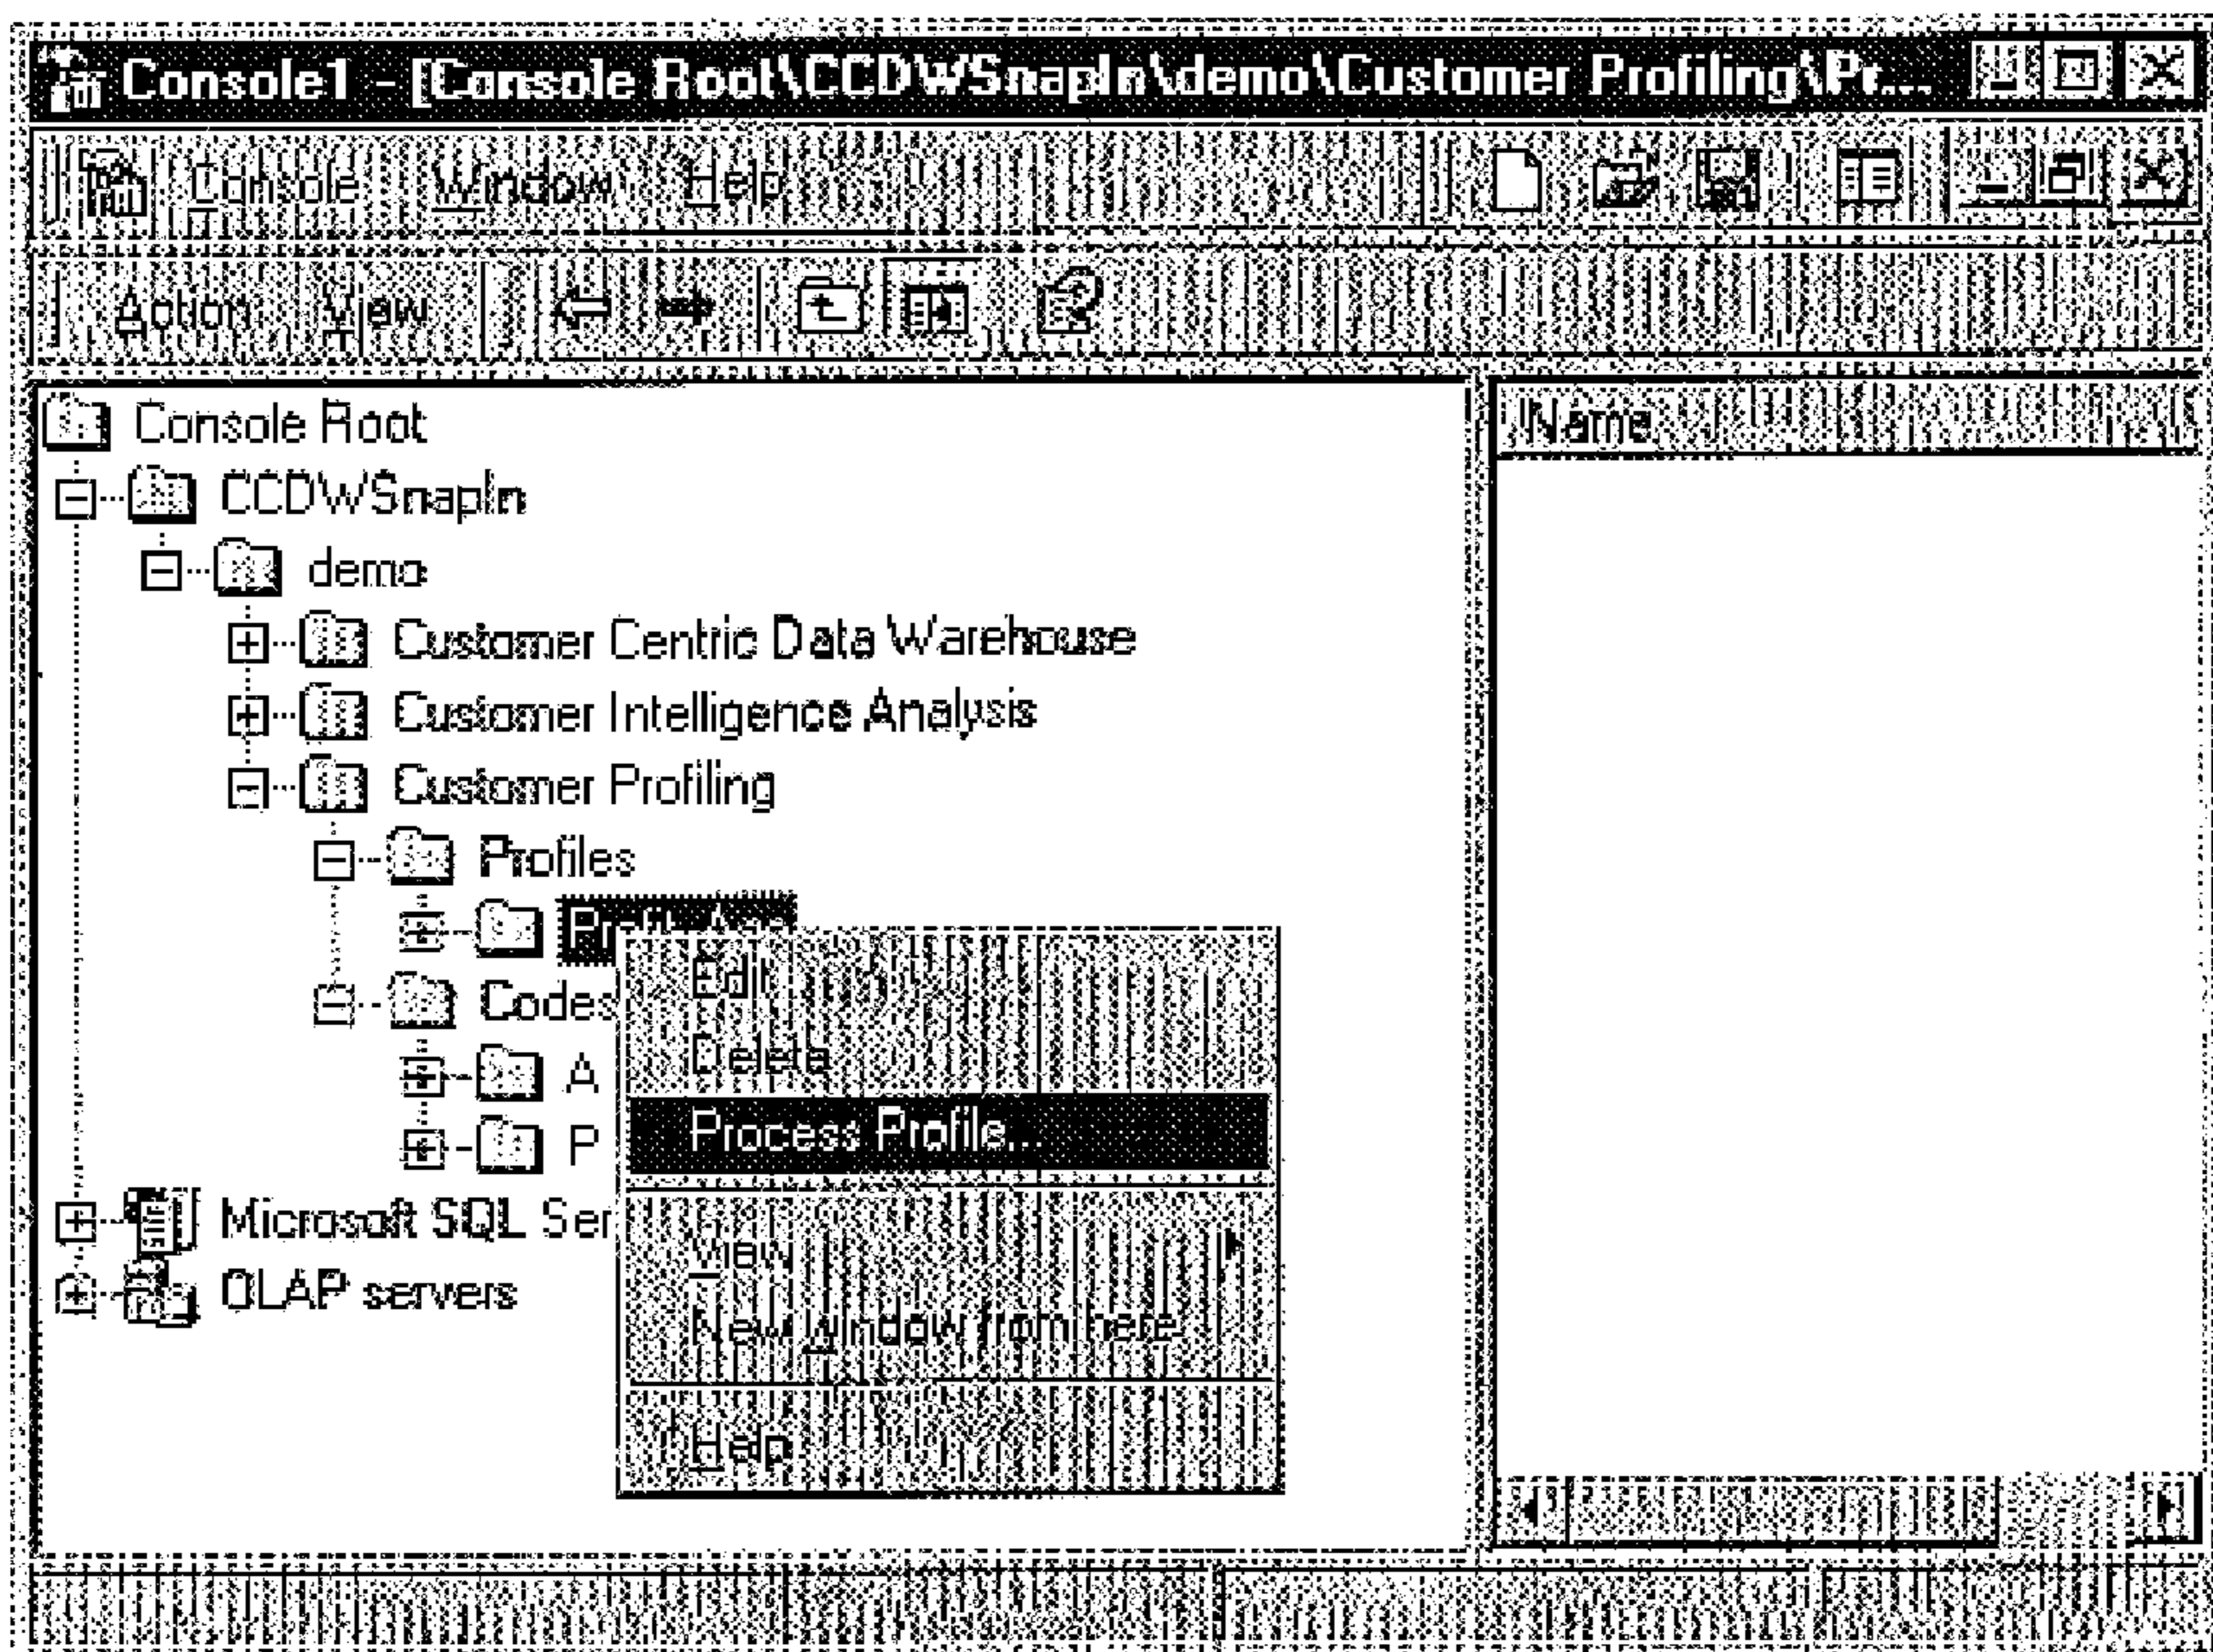 Console1 - [Console Root\CCDWSnapIn\demo\Customer Profiling\Pr...
Console Window Help
Action View
Console Root
CCDWSnapIn
demo
Customer Centric Data Warehouse
Customer Intelligence Analysis
Customer Profiling
Profiles
Codes
A
P
Microsoft SQL Ser
OLAP servers
Edit
Delete
Process Profile...
View
New Window from here
Help
Name